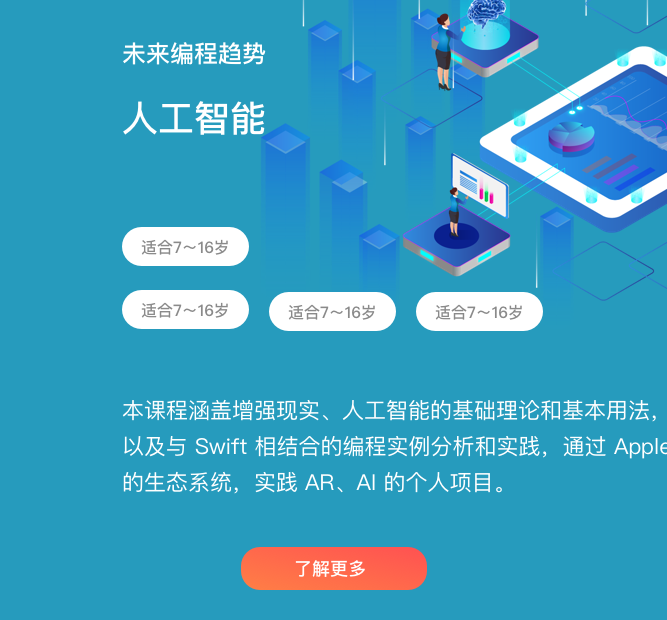 未来编程趋势
人工智能
适合7～16岁
适合7～16岁
适合7～16岁
适合7～16岁
本课程涵盖增强现实、人工智能的基础理论和基本用法，
以及与 Swift 相结合的编程实例分析和实践，通过 Apple
的生态系统，实践 AR、AI 的个人项目。
了解更多